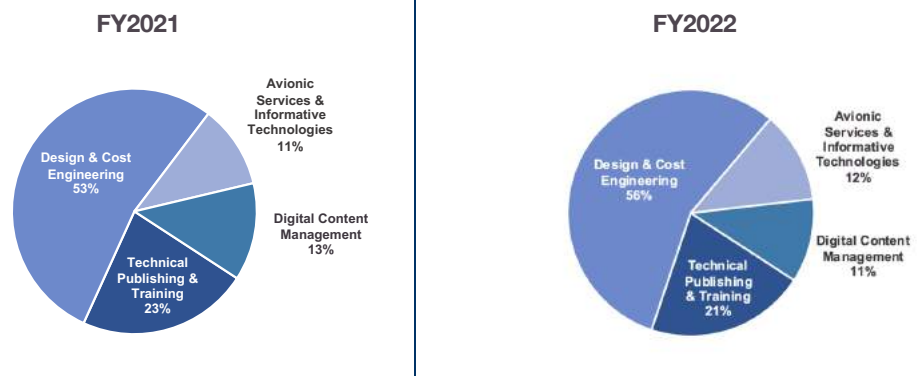 FY2021
Avionic
Services &
Informative
Technologies
11%
Design & Cost
Engineering
53%
Digital Content
Management
13%
Technical
Publishing &
Training
23%
FY2022
Avionic
Services &
Informative
Technologies
12%
Design & Cost
Engineering
56%
Digital Content
Management
11%
Technical
Publishing
& Training
21%